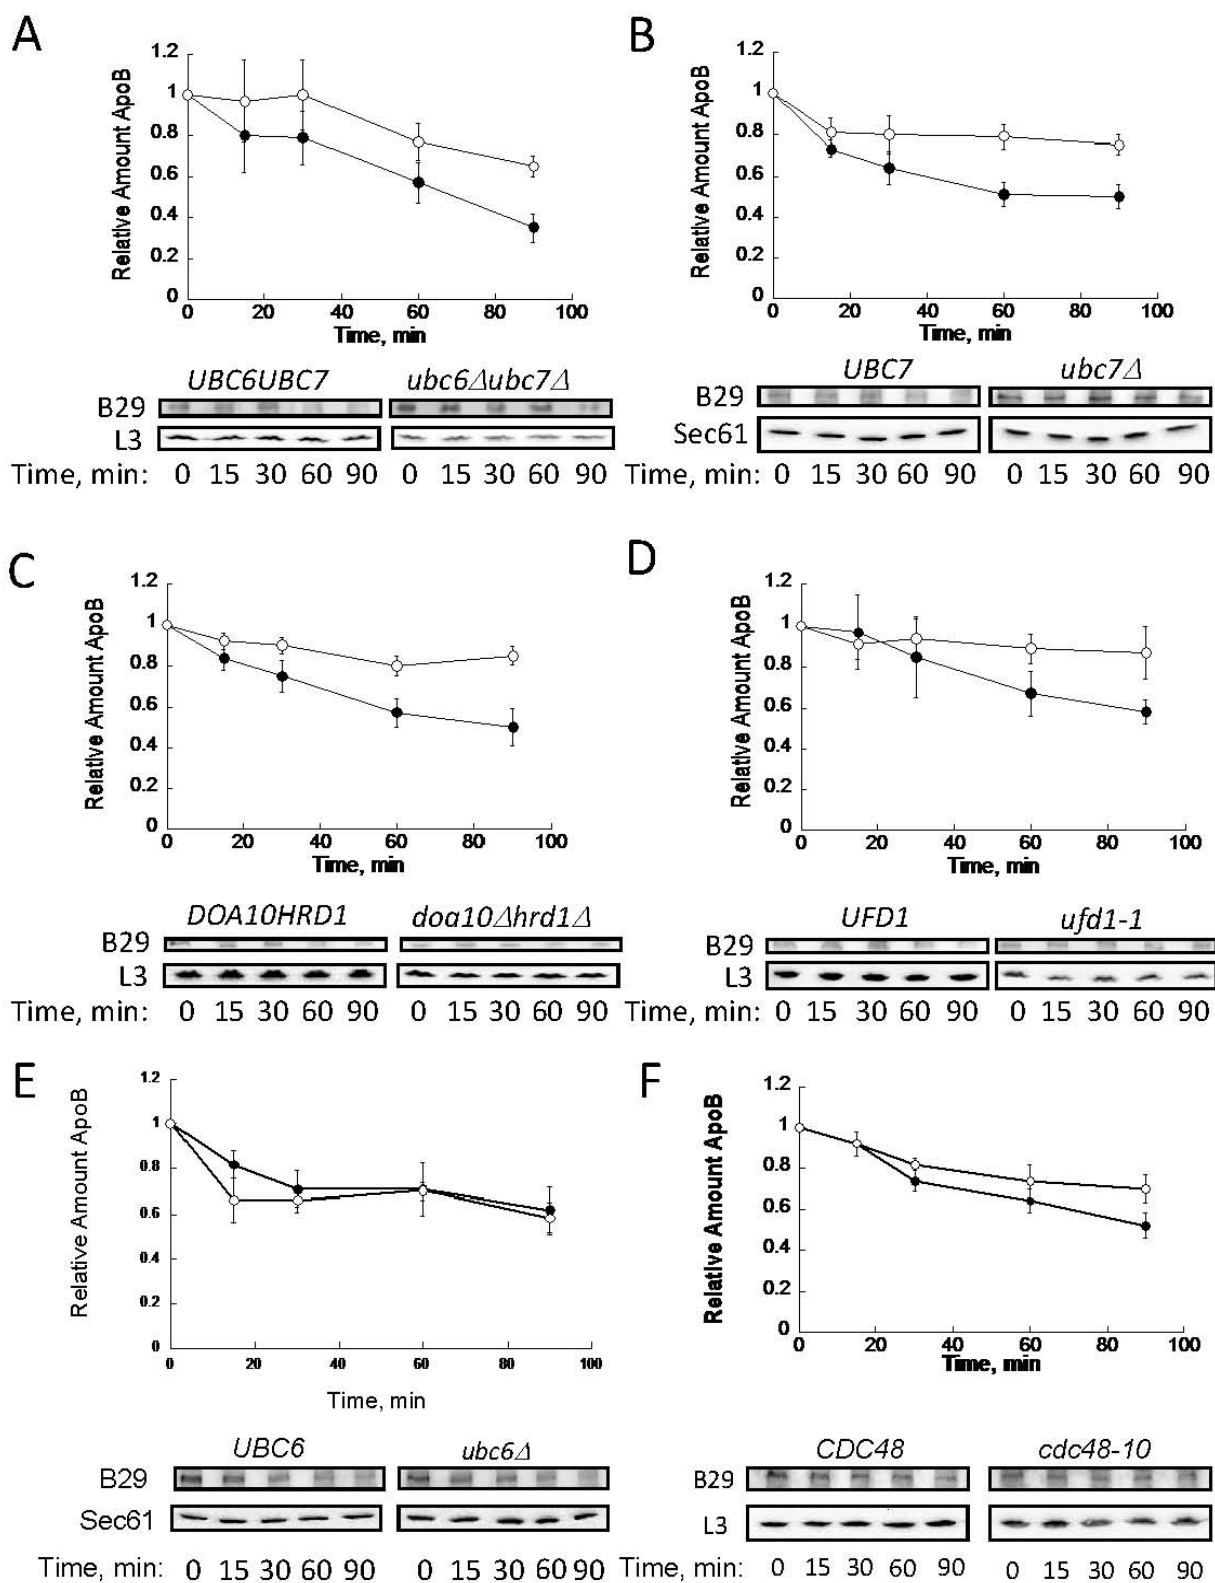 A
1.2
1
0.8
0.6
0.4
0.2
0
Relative Amount ApoB
0 20 40 60 80 100
Time, min
UBC6UBC7 ubc6Δubc7Δ
B29
L3
Time, min: 0 15 30 60 90 0 15 30 60 90
B
1.2
1
0.8
0.6
0.4
0.2
0
Relative Amount ApoB
0 20 40 60 80 100
Time, min
UBC7 ubc7Δ
B29
Sec61
Time, min: 0 15 30 60 90 0 15 30 60 90
C
1.2
1
0.8
0.6
0.4
0.2
0
Relative Amount ApoB
0 20 40 60 80 100
Time, min
DOA10HRD1 doa10Δhrd1Δ
B29
L3
Time, min: 0 15 30 60 90 0 15 30 60 90
D
1.2
1
0.8
0.6
0.4
0.2
0
Relative Amount ApoB
0 20 40 60 80 100
Time, min
UFD1 ufd1-1
B29
L3
Time, min: 0 15 30 60 90 0 15 30 60 90
E
1.2
1
0.8
0.6
0.4
0.2
0
Relative Amount ApoB
0 20 40 60 80 100
Time, min
UBC6 ubc6Δ
B29
Sec61
Time, min: 0 15 30 60 90 0 15 30 60 90
F
1.2
1
0.8
0.6
0.4
0.2
0
Relative Amount ApoB
0 20 40 60 80 100
Time, min
CDC48 cdc48-10
B29
L3
Time, min: 0 15 30 60 90 0 15 30 60 90